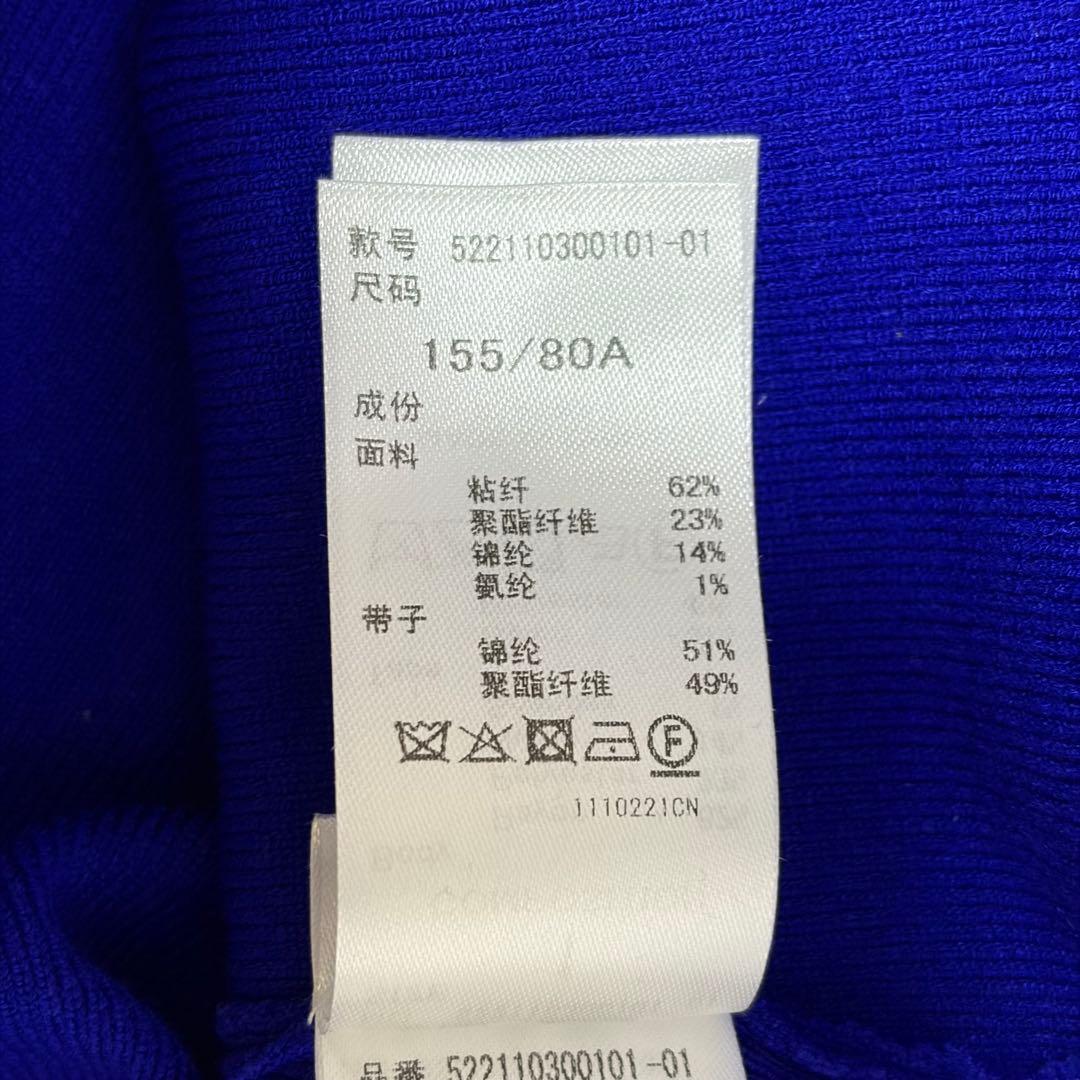 款号 522110300101-01
尺码
155/80A
成份
面料
粘纤 62%
聚酯纤维 23%
锦纶 14%
氨纶 1%
带子
锦纶 51%
聚酯纤维 49%
F
1110221CN
品番 522110300101-01